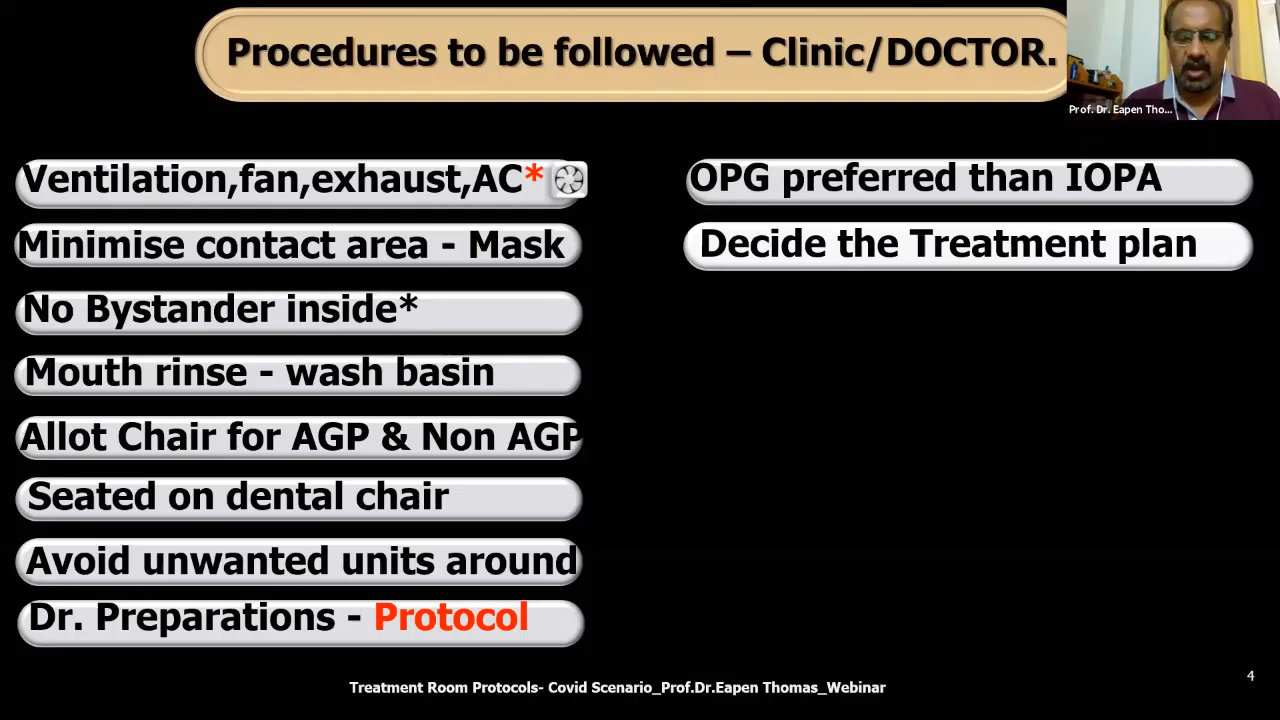 Procedures to be followed – Clinic/DOCTOR.
Prof. Dr. Eapen Tho...
Ventilation,fan,exhaust,AC*
Minimise contact area - Mask
No Bystander inside*
Mouth rinse - wash basin
Allot Chair for AGP & Non AGP
Seated on dental chair
Avoid unwanted units around
Dr. Preparations - Protocol
OPG preferred than IOPA
Decide the Treatment plan
Treatment Room Protocols- Covid Scenario_Prof.Dr.Eapen Thomas_Webinar
4